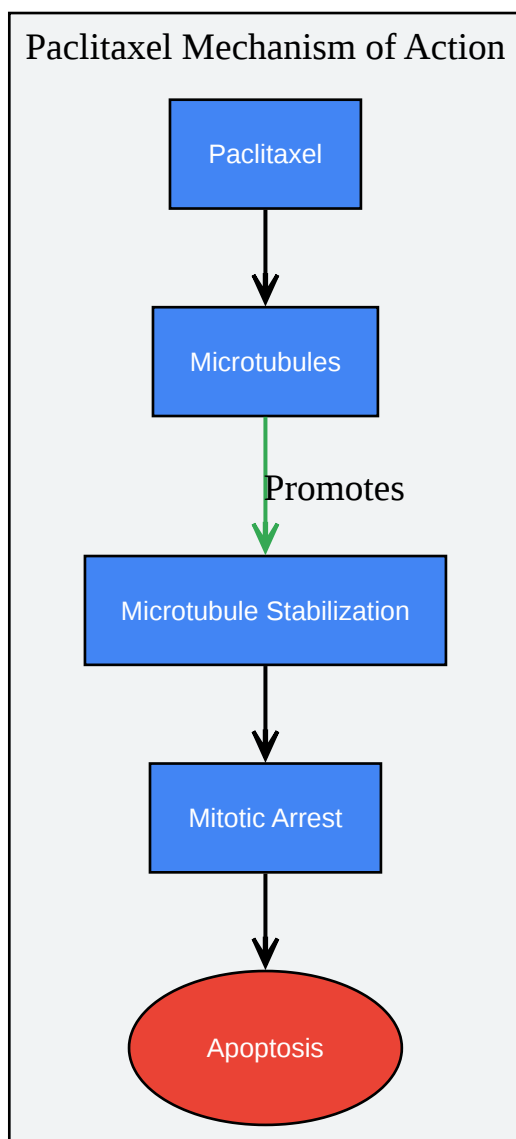 Paclitaxel Mechanism of Action
Paclitaxel
Microtubules
Promotes
Microtubule Stabilization
Mitotic Arrest
Apoptosis